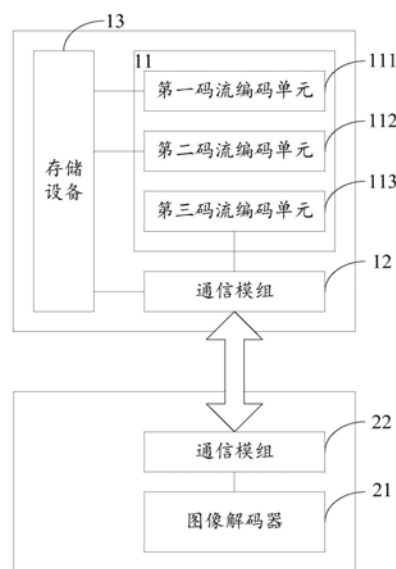 13
11
第一码流编码单元
111
第二码流编码单元
112
存储
设备
第三码流编码单元
113
通信模组
12
通信模组
22
图像解码器
21